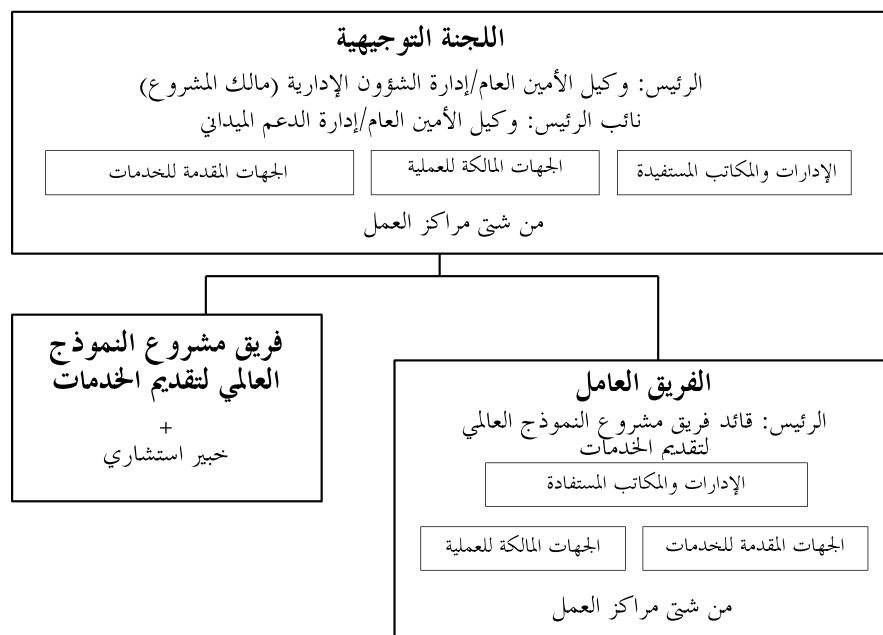 اللجنة التوجيهية
الرئيس: وكيل الأمين العام/إدارة الشؤون الإدارية (مالك المشروع)
نائب الرئيس: وكيل الأمين العام/إدارة الدعم الميداني
الإدارات والمكاتب المستفيدة
الجهات المالكة للعملية
الجهات المقدمة للخدمات
من شتى مراكز العمل
فريق مشروع النموذج
العالمي لتقديم الخدمات
+
خبير استشاري
الفريق العامل
الرئيس: قائد فريق مشروع النموذج العالمي
لتقديم الخدمات
الإدارات والمكاتب المستفادة
الجهات المقدمة للخدمات
الجهات المالكة للعملية
من شتى مراكز العمل